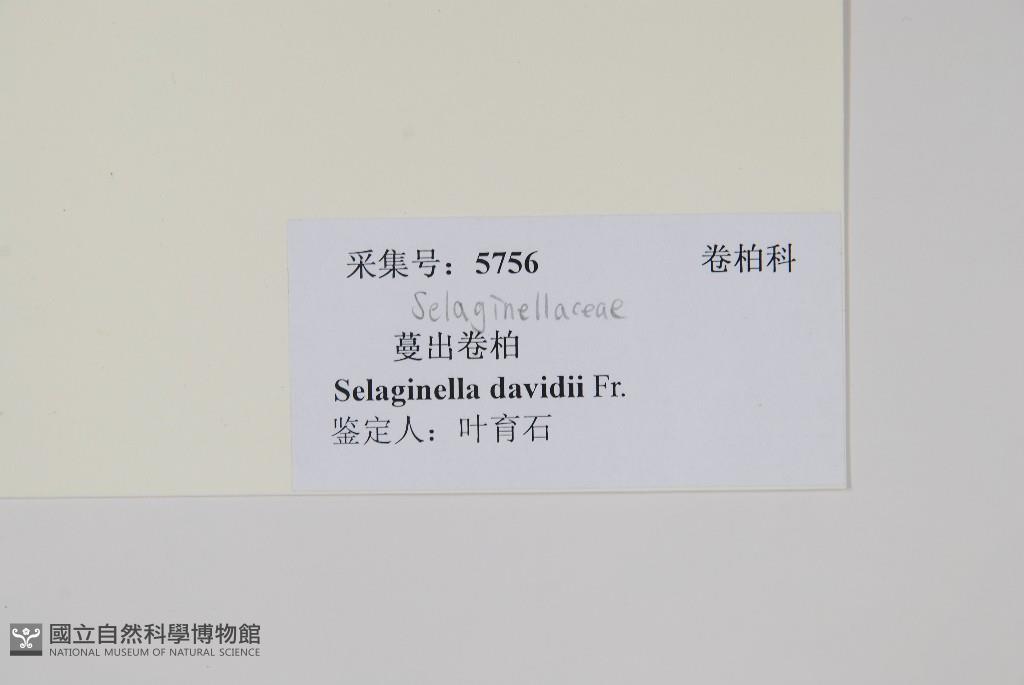 采集号：5756 卷柏科
Selaginellaceae
蔓出卷柏
Selaginella davidii Fr.
鉴定人：叶育石
國立自然科學博物館
NATIONAL MUSEUM OF NATURAL SCIENCE